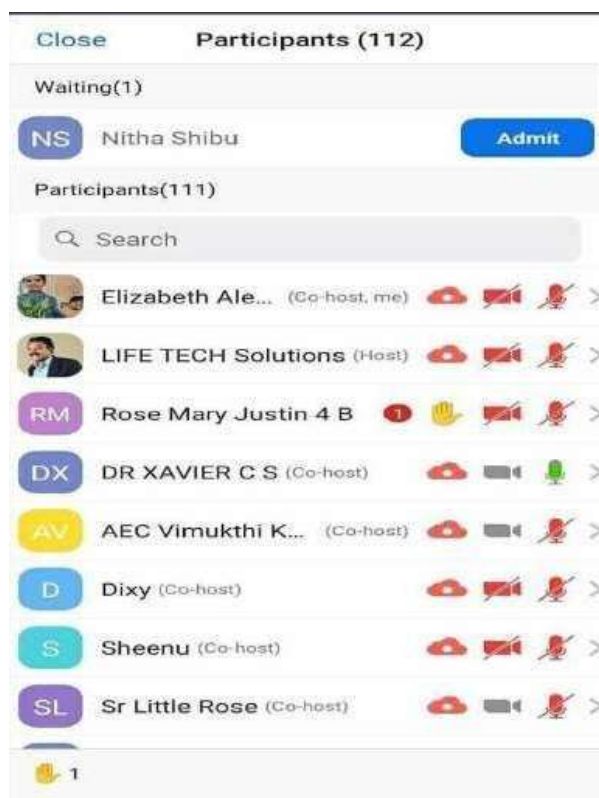 Close Participants (112)
Waiting(1)
NS Nitha Shibu Admit
Participants(111)
Search
Elizabeth Ale... (Co-host, me)
LIFE TECH Solutions (Host)
RM Rose Mary Justin 4 B 1
DX DR XAVIER C S (Co-host)
AV AEC Vimukthi K... (Co-host)
D Dixy (Co-host)
S Sheenu (Co-host)
SL Sr Little Rose (Co-host)
1